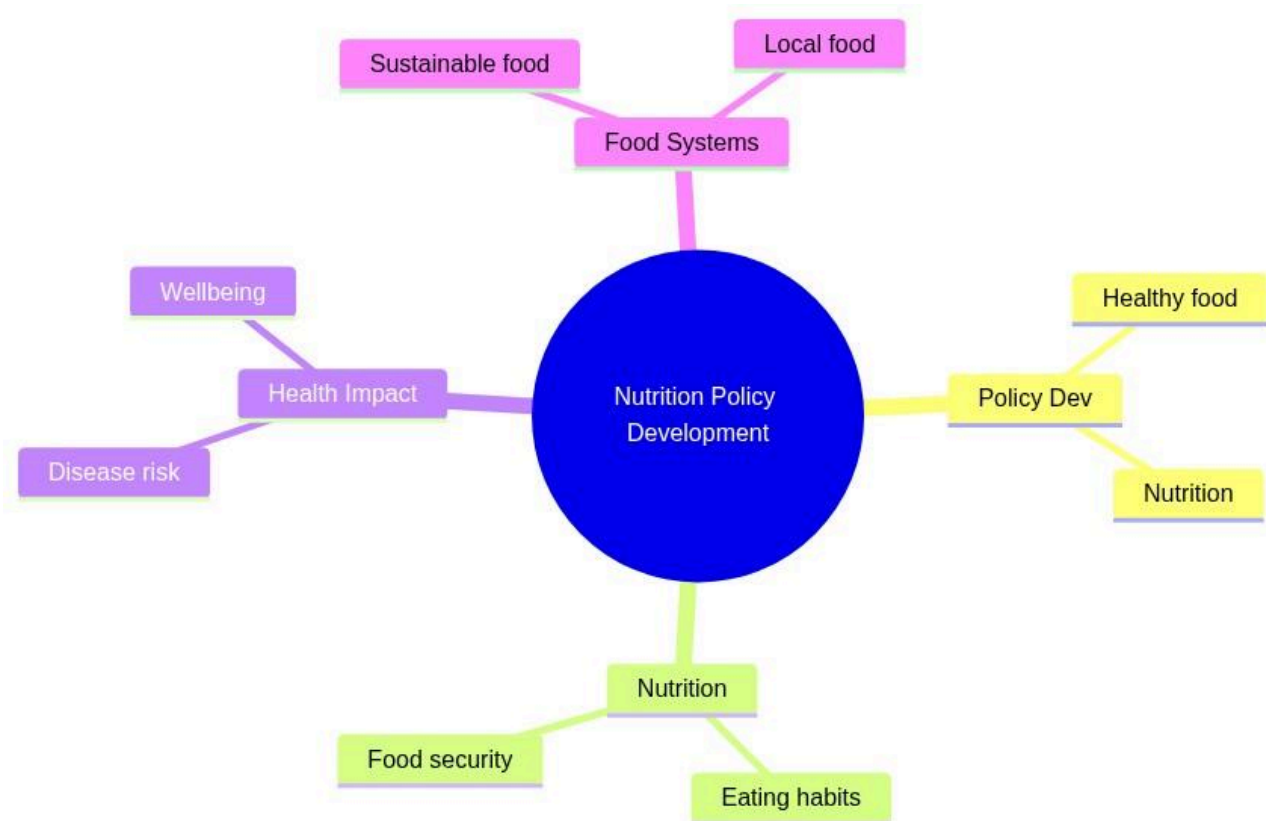 Local food
Sustainable food
Food Systems
Wellbeing
Healthy food
Health Impact
Nutrition Policy
Development
Policy Dev
Disease risk
Nutrition
Nutrition
Food security
Eating habits